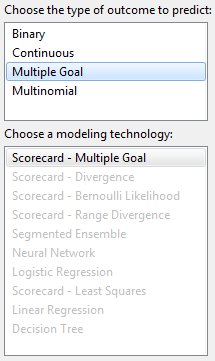 Choose the type of outcome to predict:
Binary
Continuous
Multiple Goal
Multinomial
Choose a modeling technology:
Scorecard - Multiple Goal
Scorecard - Divergence
Scorecard - Bernoulli Likelihood
Scorecard - Range Divergence
Segmented Ensemble
Neural Network
Logistic Regression
Scorecard - Least Squares
Linear Regression
Decision Tree